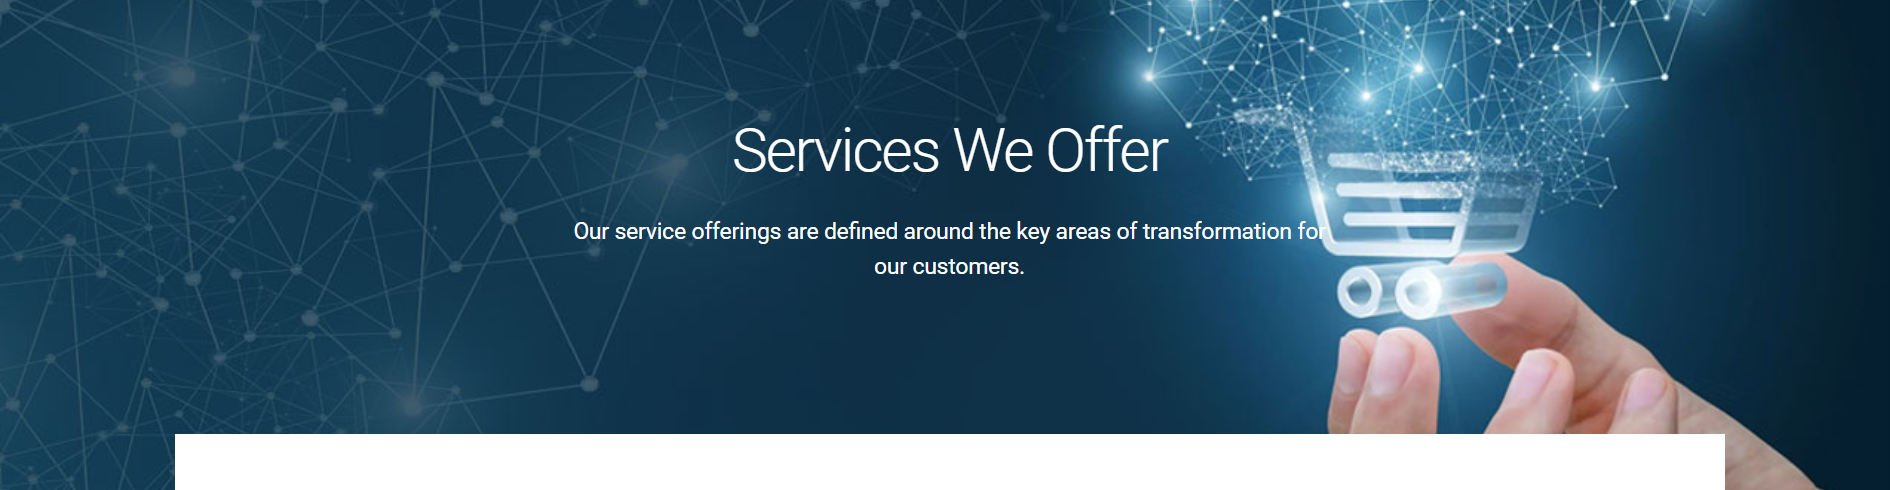 Services We Offer
Our service offerings are defined around the key areas of transformation for
our customers.